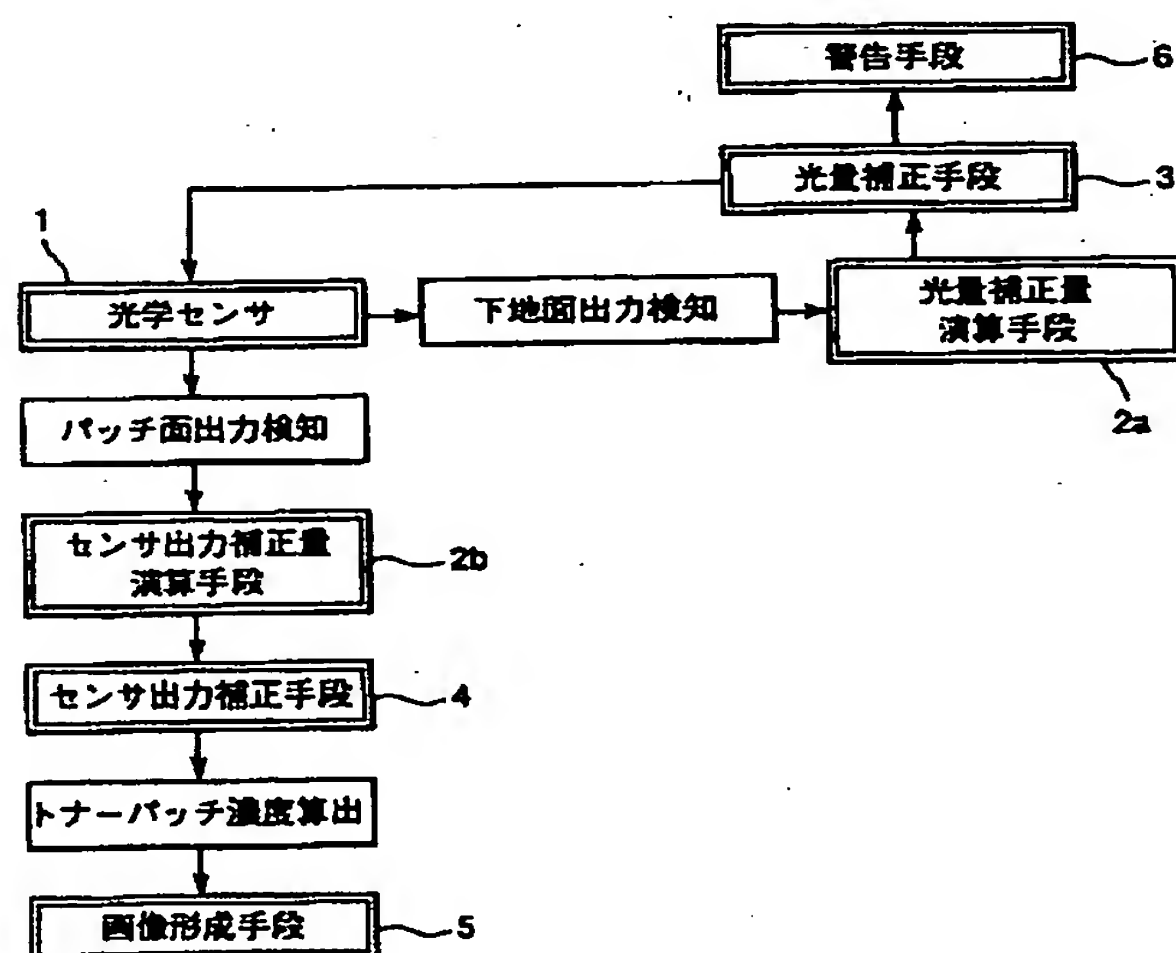 警告手段
6
光量補正手段
3
1
光学センサ
下地面出力検知
光量補正量
演算手段
2a
パッチ面出力検知
センサ出力補正量
演算手段
2b
センサ出力補正手段
4
トナーパッチ濃度算出
画像形成手段
5